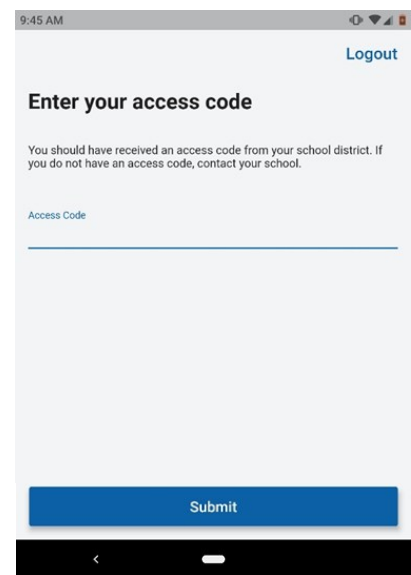 9:45 AM
Logout
Enter your access code
You should have received an access code from your school district. If
you do not have an access code, contact your school.
Access Code
Submit